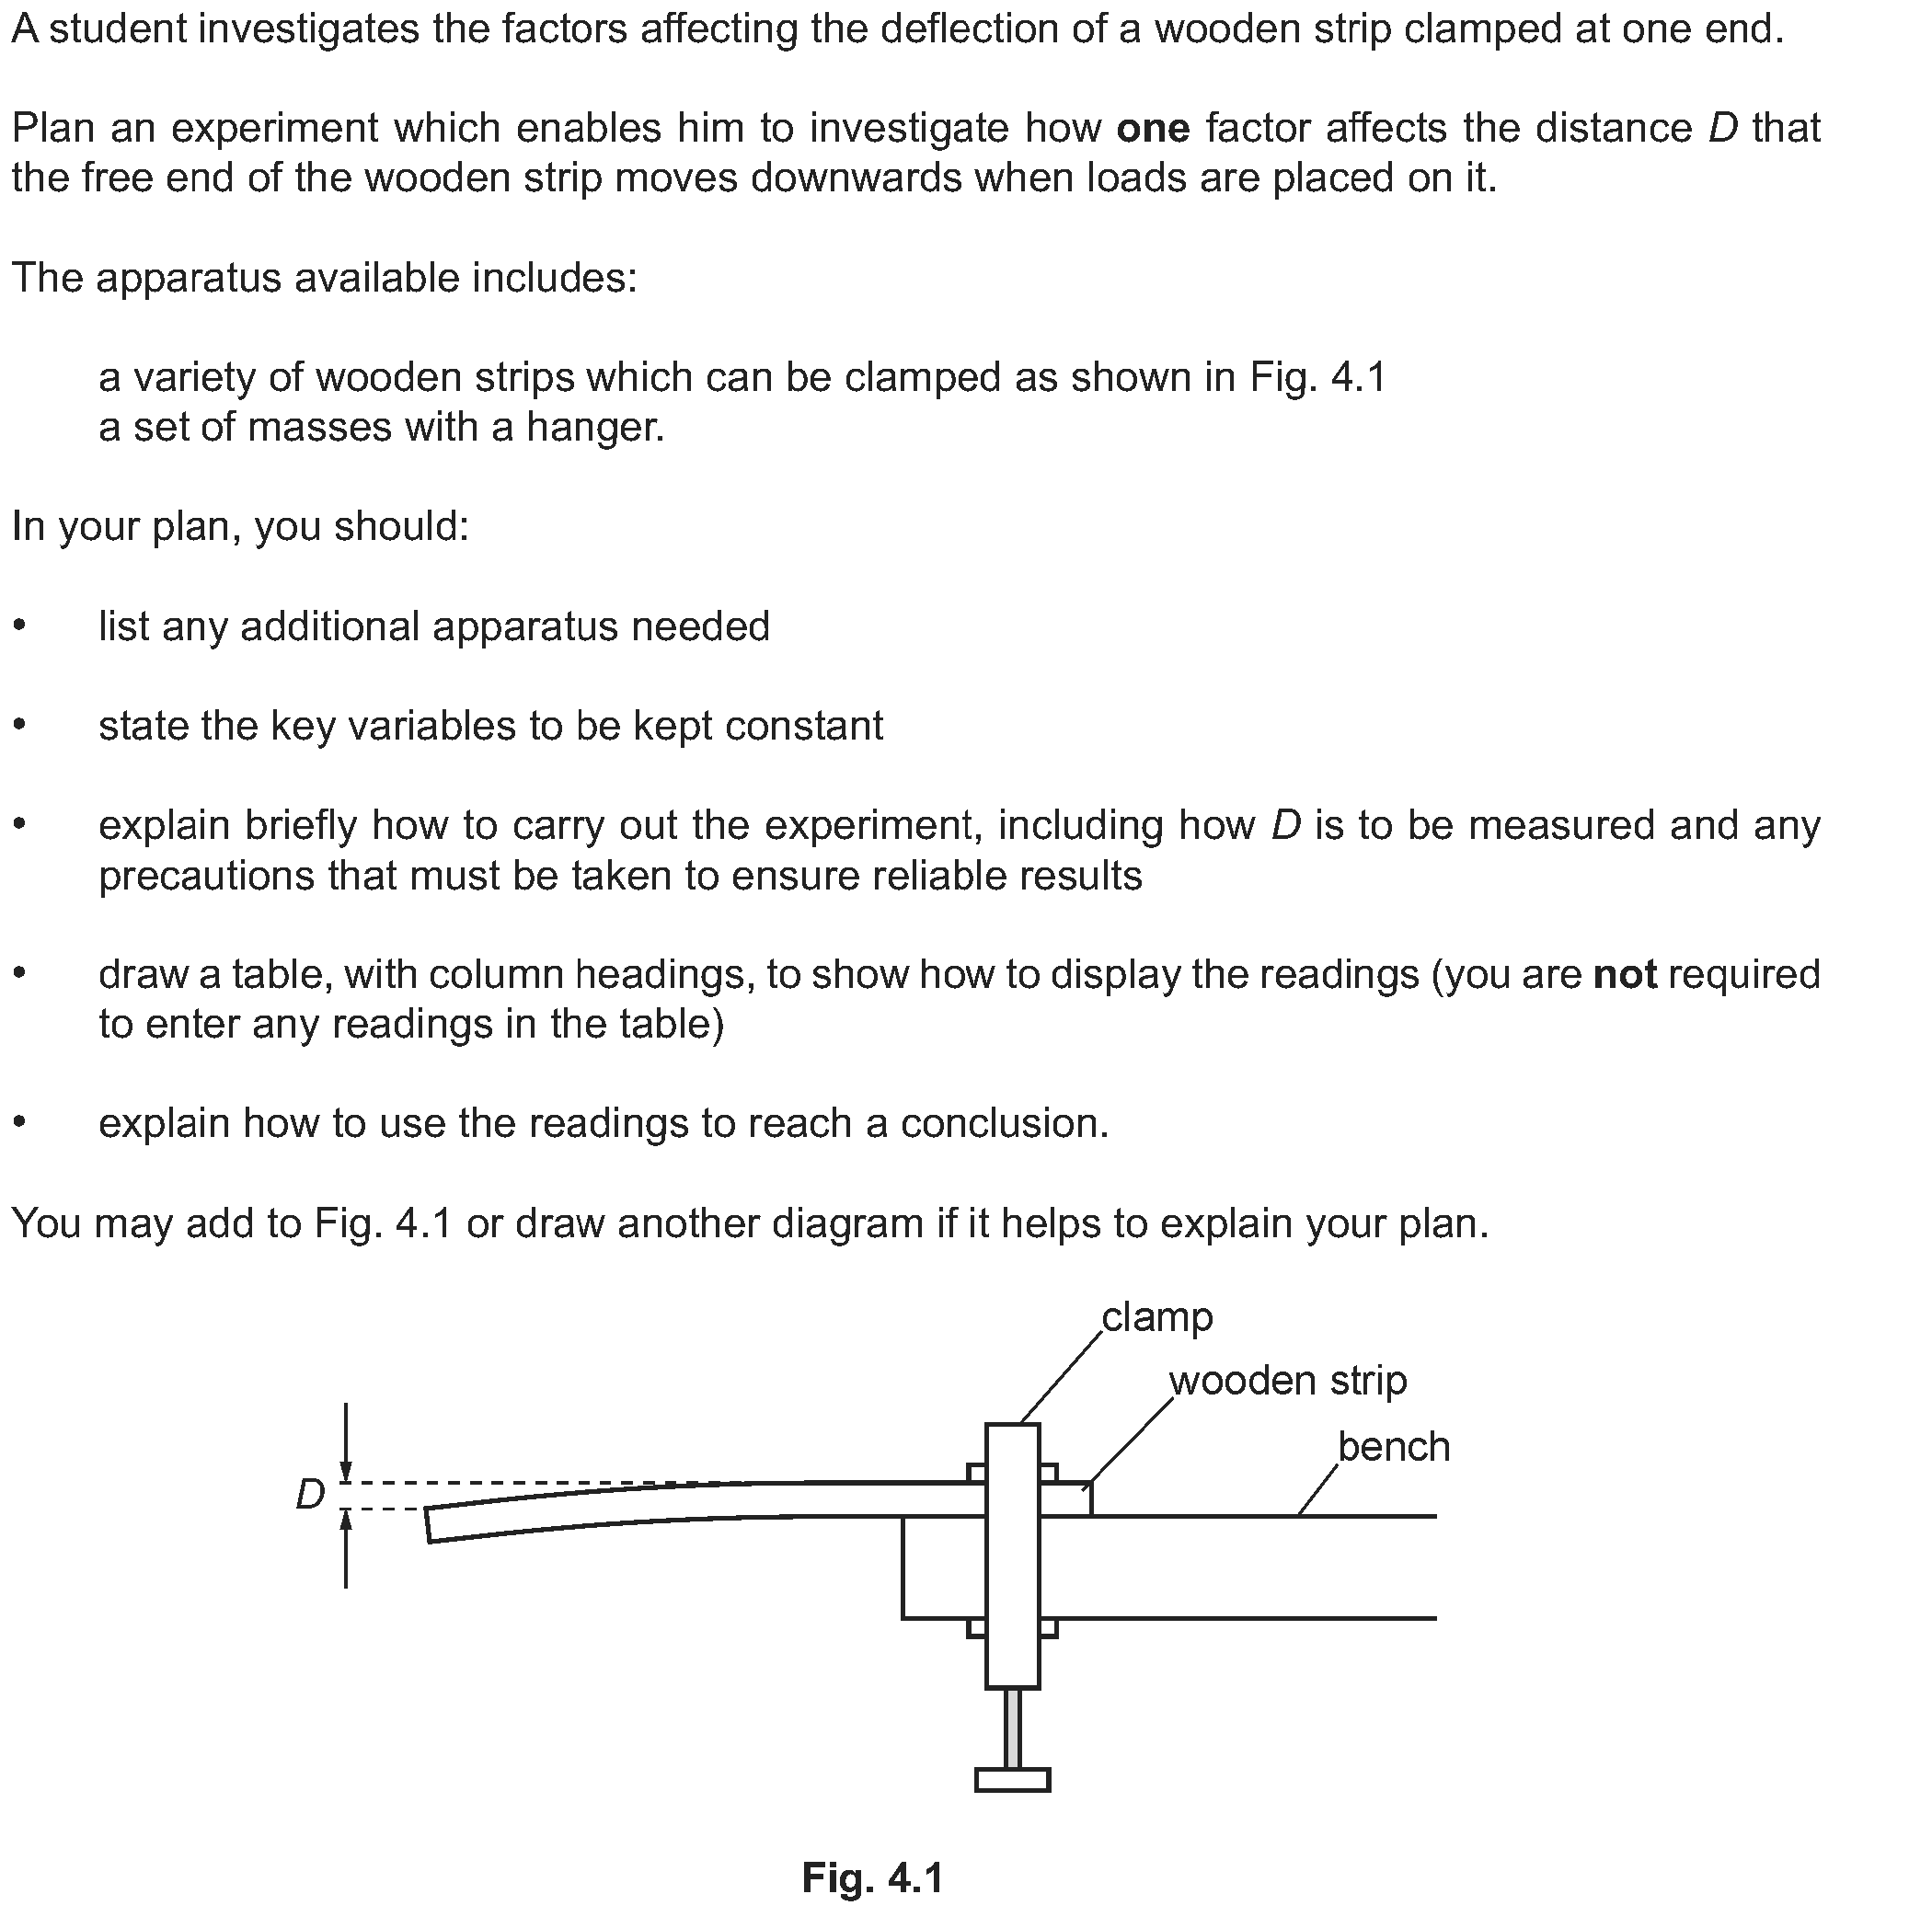 A student investigates the factors affecting the deflection of a wooden strip clamped at one end.
Plan an experiment which enables him to investigate how one factor affects the distance D that
the free end of the wooden strip moves downwards when loads are placed on it.
The apparatus available includes:
a variety of wooden strips which can be clamped as shown in Fig. 4.1
a set of masses with a hanger.
In your plan, you should:
• list any additional apparatus needed
• state the key variables to be kept constant
• explain briefly how to carry out the experiment, including how D is to be measured and any
precautions that must be taken to ensure reliable results
• draw a table, with column headings, to show how to display the readings (you are not required
to enter any readings in the table)
• explain how to use the readings to reach a conclusion.
You may add to Fig. 4.1 or draw another diagram if it helps to explain your plan.
clamp
wooden strip
bench
D
Fig. 4.1